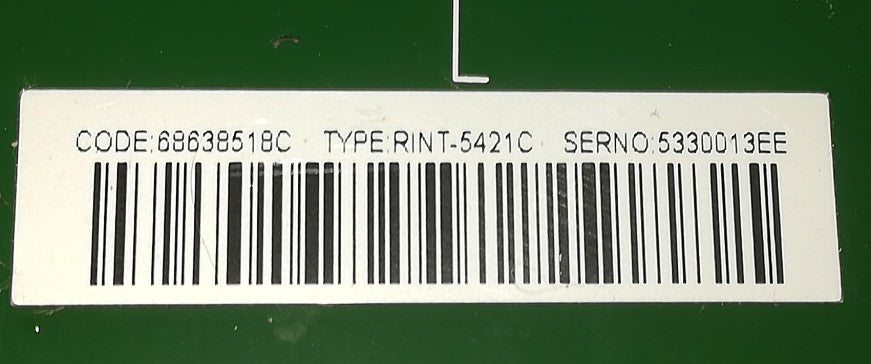 CODE:68638518C TYPE:RINT-5421C SERNO:5330013EE
L